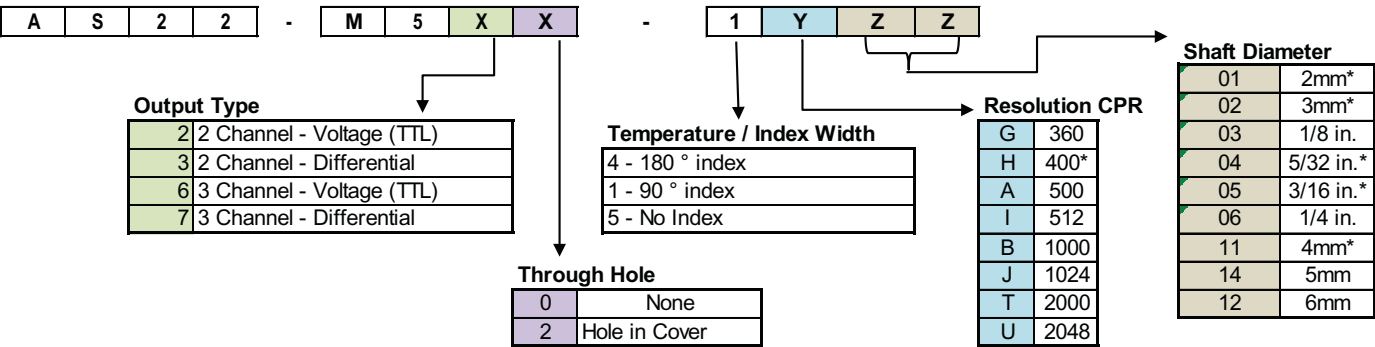 A S 2 2 - M 5 X X - 1 Y Z Z
Output Type
2 2 Channel - Voltage (TTL)
3 2 Channel - Differential
6 3 Channel - Voltage (TTL)
7 3 Channel - Differential
Through Hole
0 None
2 Hole in Cover
Temperature / Index Width
4 - 180 ° index
1 - 90 ° index
5 - No Index
Resolution CPR
G 360
H 400*
A 500
I 512
B 1000
J 1024
T 2000
U 2048
Shaft Diameter
01 2mm*
02 3mm*
03 1/8 in.
04 5/32 in.*
05 3/16 in.*
06 1/4 in.
11 4mm*
14 5mm
12 6mm